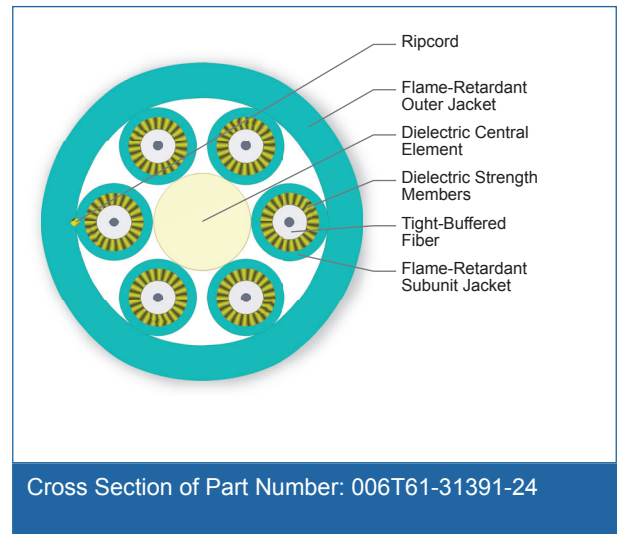 Ripcord
Flame-Retardant
Outer Jacket
Dielectric Central
Element
Dielectric Strength
Members
Tight-Buffered
Fiber
Flame-Retardant
Subunit Jacket
Cross Section of Part Number: 006T61-31391-24